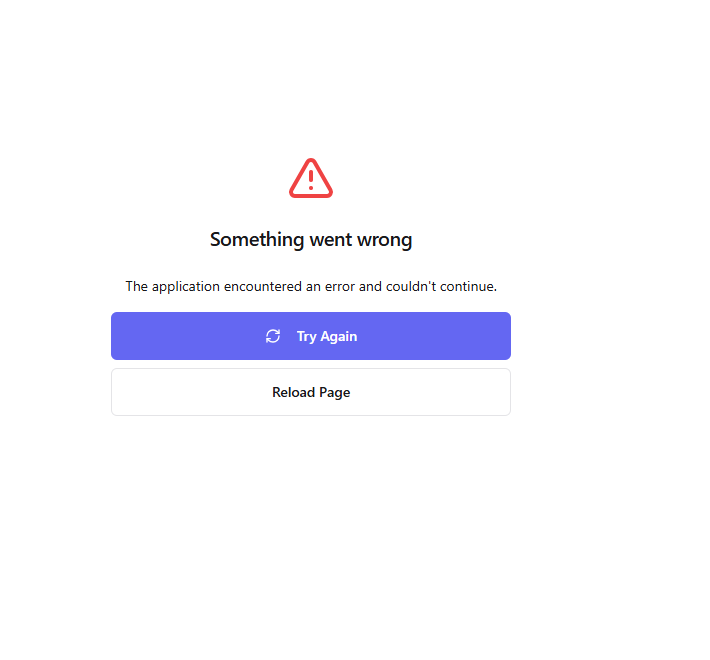 Something went wrong
The application encountered an error and couldn't continue.
Try Again
Reload Page